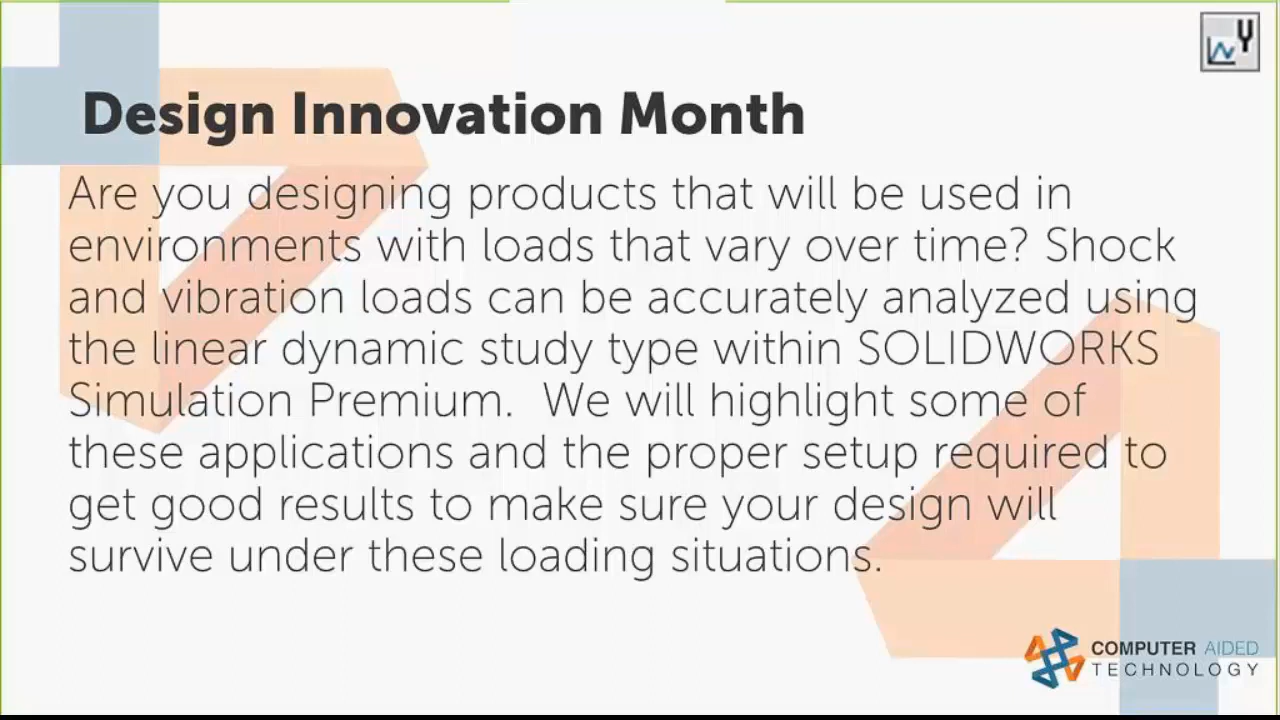 Design Innovation Month
Are you designing products that will be used in
environments with loads that vary over time? Shock
and vibration loads can be accurately analyzed using
the linear dynamic study type within SOLIDWORKS
Simulation Premium.  We will highlight some of
these applications and the proper setup required to
get good results to make sure your design will
survive under these loading situations.
COMPUTER AIDED
TECHNOLOGY